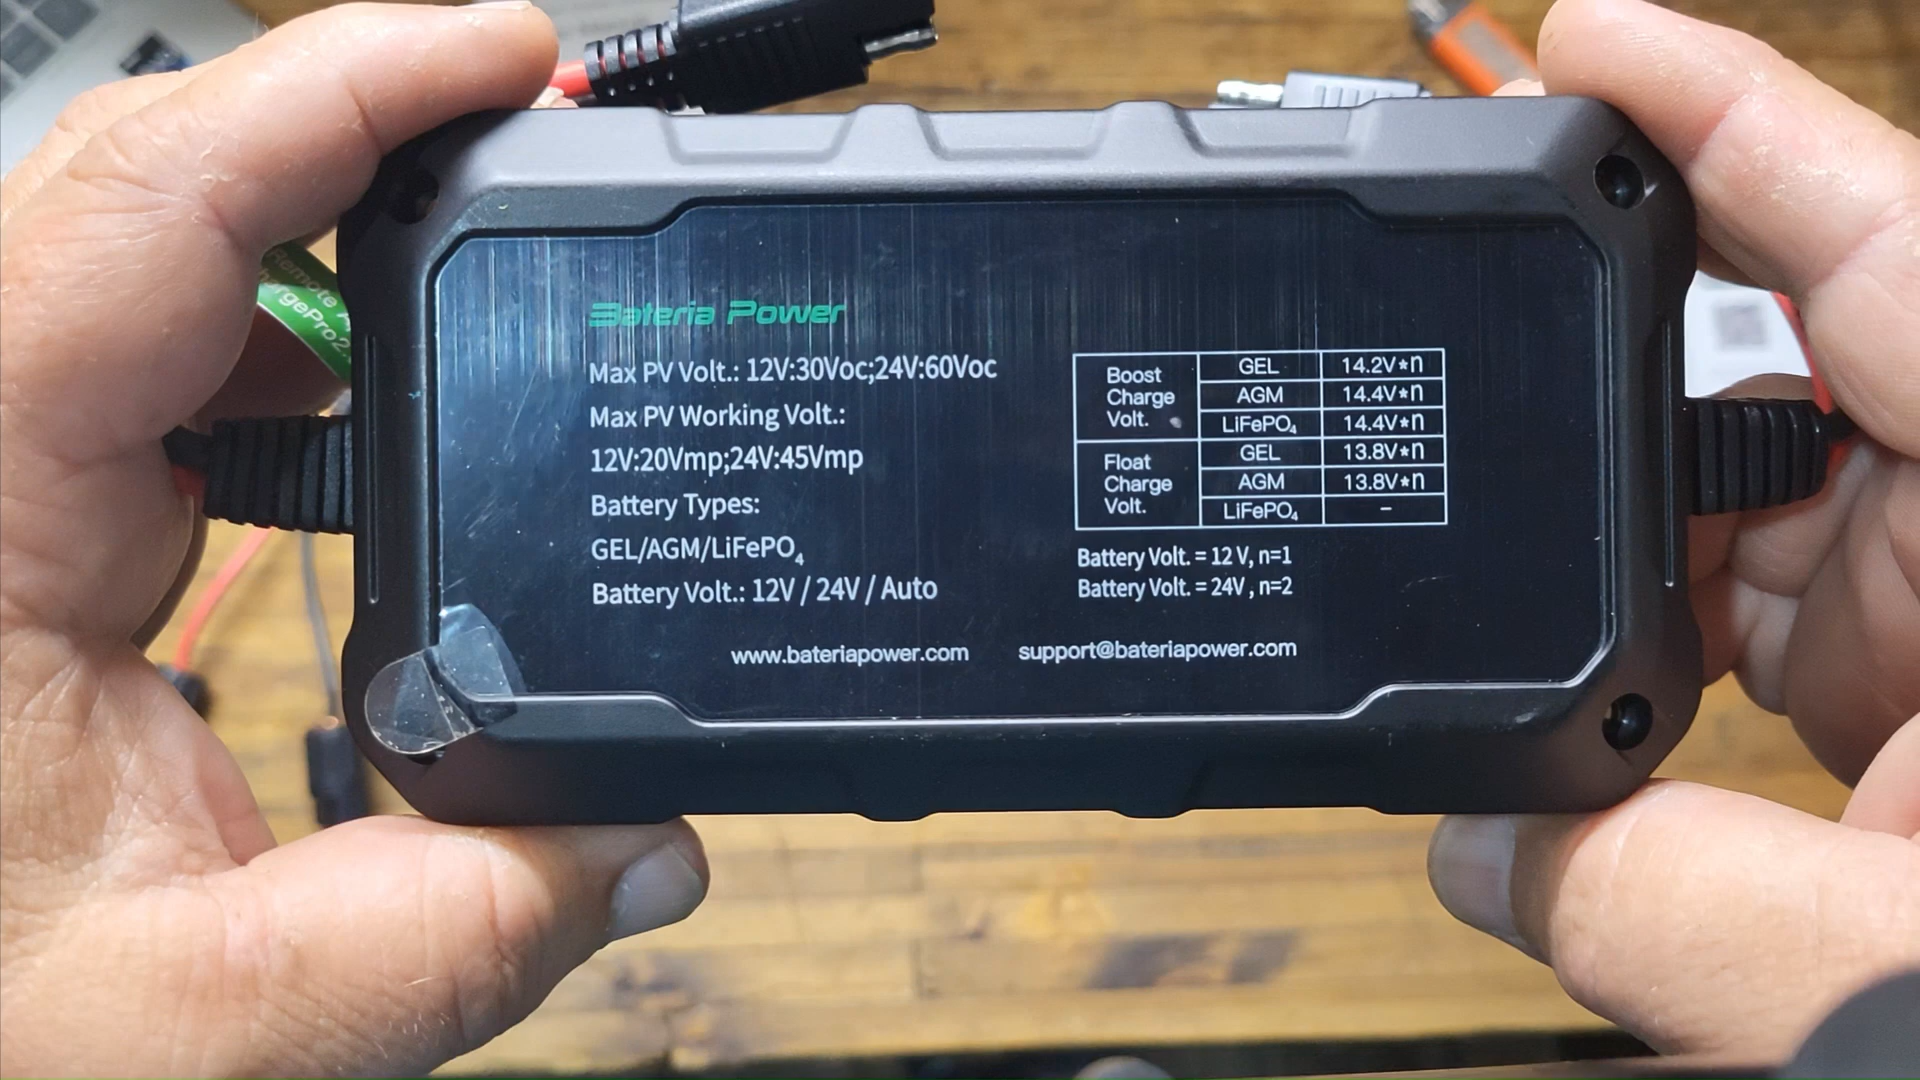 Remote
ChargePro2.
Bateria Power
Max PV Volt.: 12V:30Voc;24V:60Voc
Max PV Working Volt.:
12V:20Vmp;24V:45Vmp
Battery Types:
GEL/AGM/LiFePO₄
Battery Volt.: 12V / 24V / Auto
Boost Charge Volt. GEL 14.2V*n
AGM 14.4V*n
LiFePO₄ 14.4V*n
Float Charge Volt. GEL 13.8V*n
AGM 13.8V*n
LiFePO₄ –
Battery Volt. = 12 V, n=1
Battery Volt. = 24V , n=2
www.bateriapower.com support@bateriapower.com